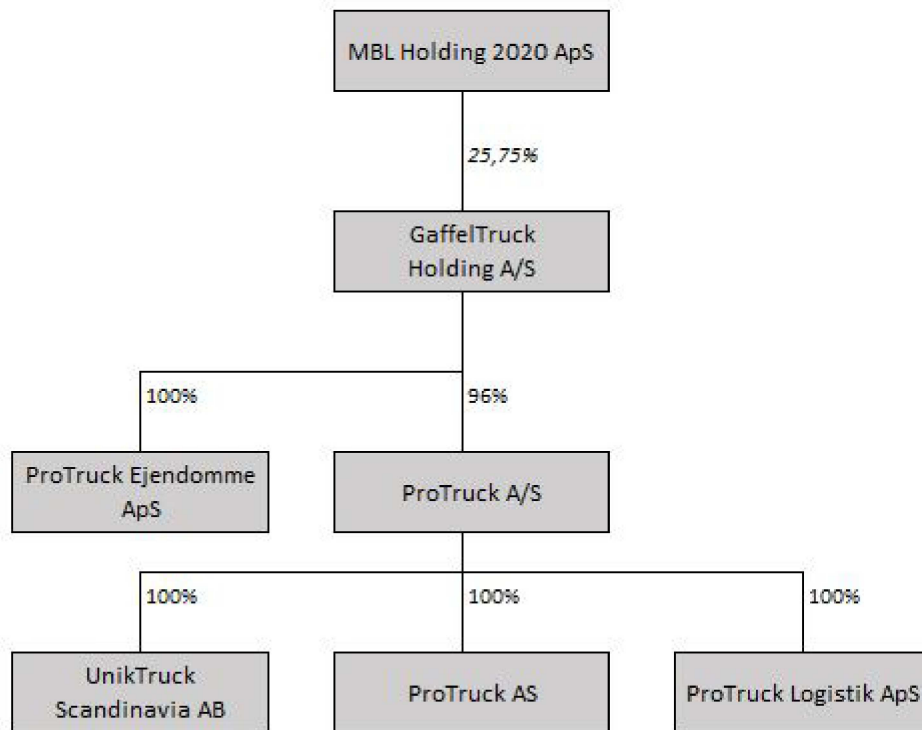 MBL Holding 2020 ApS
25,75%
GaffelTruck
Holding A/S
100%
96%
ProTruck Ejendomme
ApS
ProTruck A/S
100%
100%
100%
UnikTruck
Scandinavia AB
ProTruck AS
ProTruck Logistik ApS